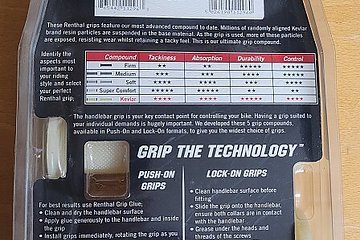 These Renthal grips feature our most advanced compound to date. Millions of randomly aligned Kevlar
brand resin particles are suspended in the base material. As the grip is used, more of these particles
are exposed, resisting wear whilst retaining a tacky feel. This is our ultimate grip compound.
Identify the
aspects most
important to
your riding
style and select
your perfect
Renthal grip;
Compound Tackiness Absorption Durability Control
Firm
Medium
Soft
Super Comfort
Kevlar
The handlebar grip is your key contact point for controlling your bike. Having a grip suited to
your individual demands is hugely important. We developed these 5 grip compounds,
available in Push-On and Lock-On formats, to give you the widest choice of grips.
GRIP THE TECHNOLOGY™
PUSH-ON
GRIPS
For best results use Renthal Grip Glue;
• Clean and dry the handlebar surface
• Apply glue generously to the handlebar and inside
the grip
• Install grips immediately, rotating the grip as you
LOCK-ON GRIPS
• Clean handlebar surface before
fitting
• Slide the grip onto the handlebar,
ensure both collars are in contact
with the handlebar
• Grease under the heads and
threads of the screws